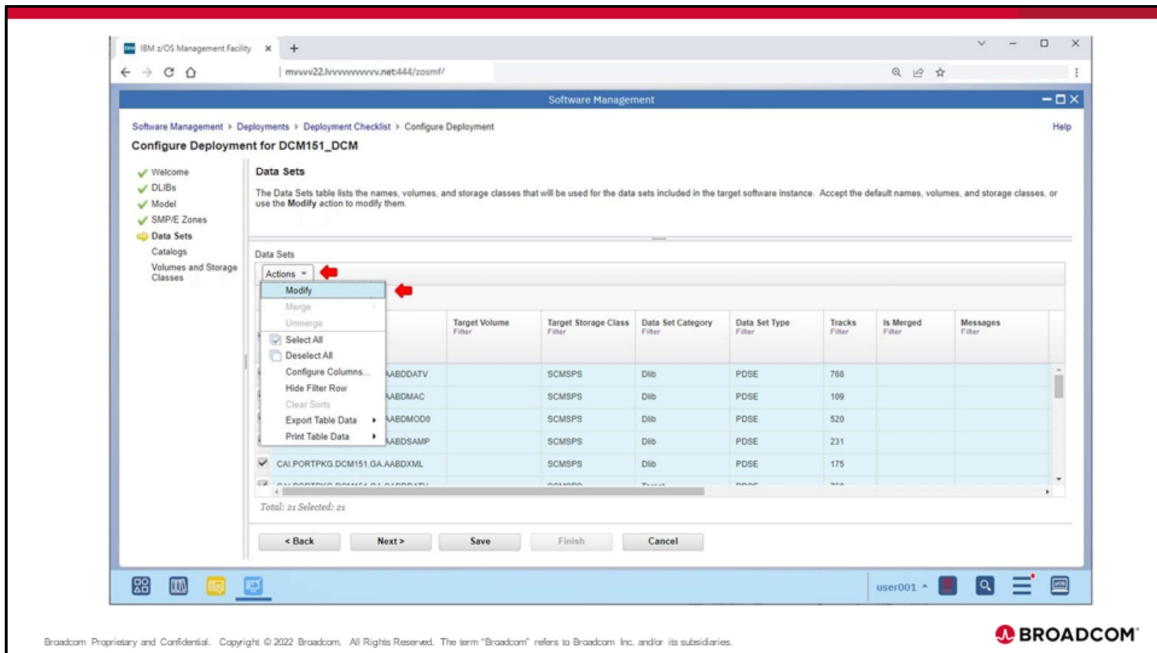 IBM z/OS Management Facility
mvvvv22.lvvvvvvvvvv.net:444/zosmf/
Software Management
Software Management ▸ Deployments ▸ Deployment Checklist ▸ Configure Deployment
Help
Configure Deployment for DCM151_DCM
Welcome
DLIBs
Model
SMP/E Zones
Data Sets
Catalogs
Volumes and Storage
Classes
Data Sets
The Data Sets table lists the names, volumes, and storage classes that will be used for the data sets included in the target software instance. Accept the default names, volumes, and storage classes, or
use the Modify action to modify them.
Data Sets
Actions
Modify
Merge
Unmerge
Select All
Deselect All
Configure Columns...
Hide Filter Row
Clear Sorts
Export Table Data
Print Table Data
Target Volume Target Storage Class Data Set Category Data Set Type Tracks Is Merged Messages
Filter Filter Filter Filter Filter Filter Filter
AABDDATV SCMSPS Dlib PDSE 768
AABDMAC SCMSPS Dlib PDSE 109
AABDMOD0 SCMSPS Dlib PDSE 520
AABDSAMP SCMSPS Dlib PDSE 231
CAI.PORTPKG.DCM151.GA.AABDXML SCMSPS Dlib PDSE 175
Total: 21 Selected: 21
< Back Next > Save Finish Cancel
user001
Broadcom Proprietary and Confidential. Copyright © 2022 Broadcom. All Rights Reserved. The term “Broadcom” refers to Broadcom Inc. and/or its subsidiaries.
BROADCOM